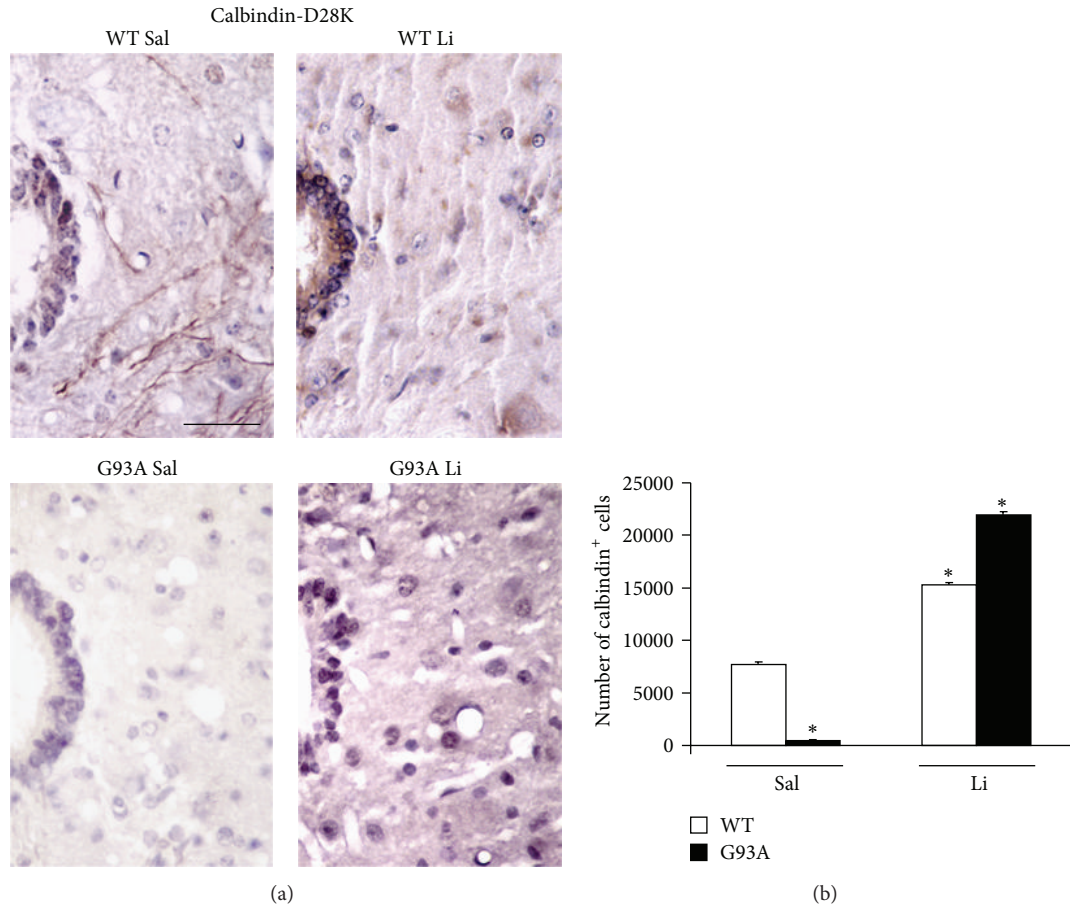 Calbindin-D28K
WT Sal
WT Li
G93A Sal
G93A Li
(a)
Number of calbindin⁺ cells
25000
20000
15000
10000
5000
0
*
*
*
Sal
Li
WT
G93A
(b)